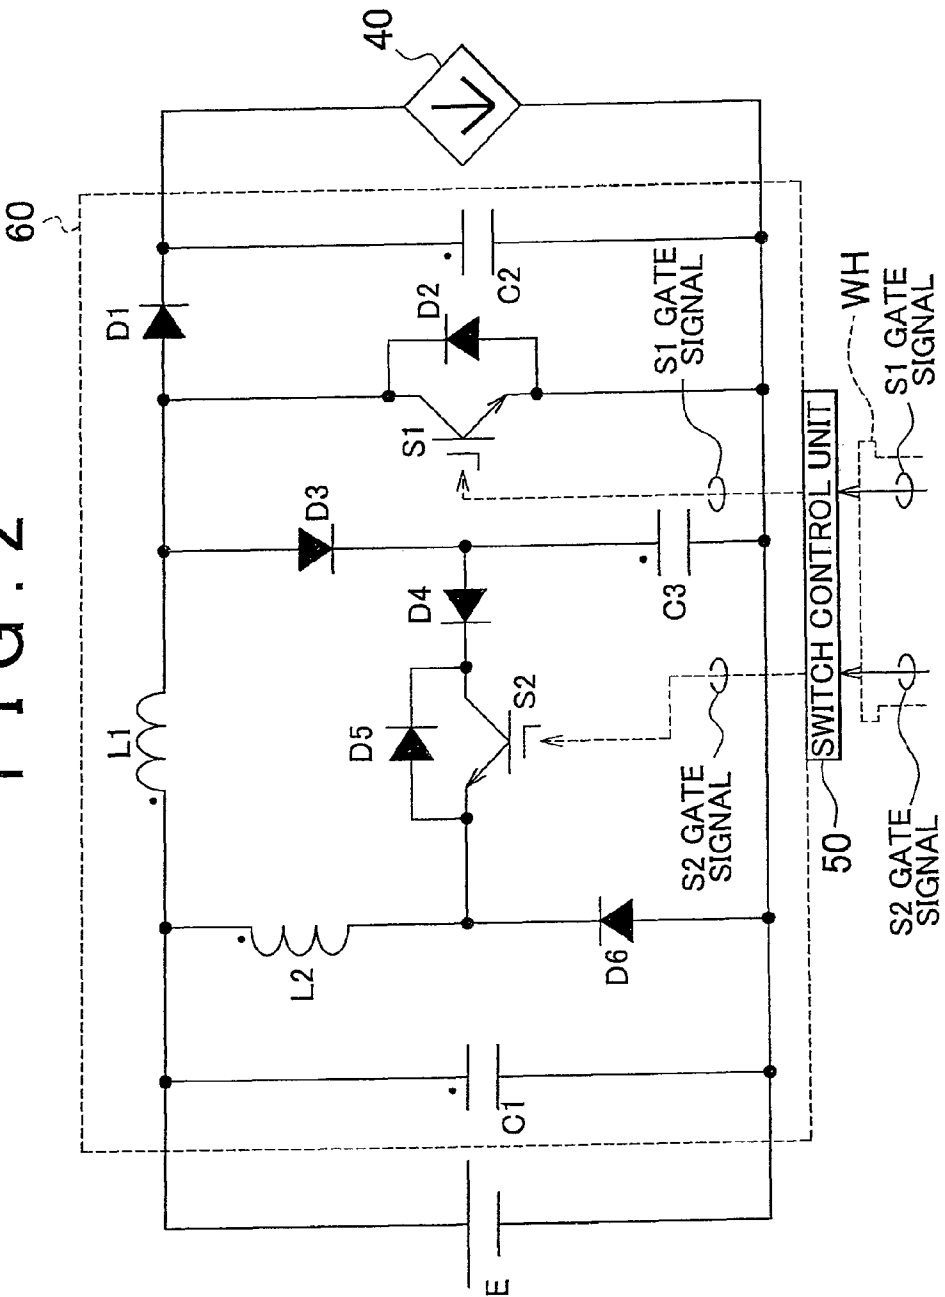 FIG. 2
60
40
D1
L1
D3
D2
C2
S1
S1 GATE
SIGNAL
D4
D5
S2
C3
L2
D6
S2 GATE
SIGNAL
C1
E
SWITCH CONTROL UNIT
50
WH
S1 GATE
SIGNAL
S2 GATE
SIGNAL